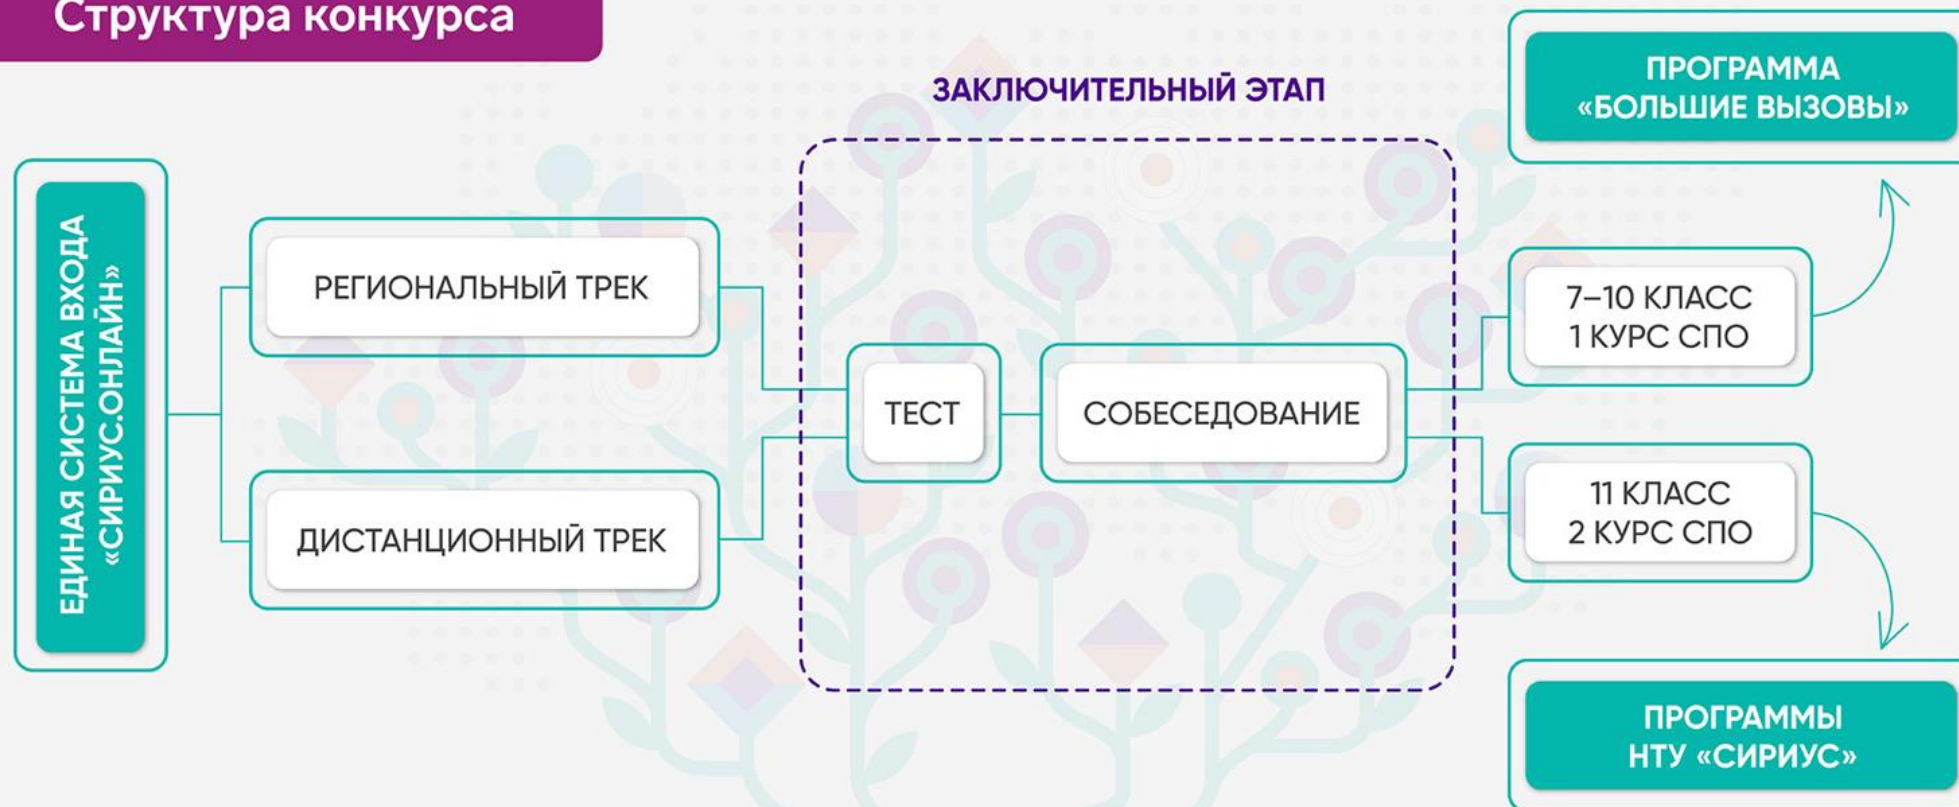 Структура конкурса
ЗАКЛЮЧИТЕЛЬНЫЙ ЭТАП
ПРОГРАММА
«БОЛЬШИЕ ВЫЗОВЫ»
ЕДИНАЯ СИСТЕМА ВХОДА
«СИРИУС.ОНЛАЙН»
РЕГИОНАЛЬНЫЙ ТРЕК
ДИСТАНЦИОННЫЙ ТРЕК
ТЕСТ
СОБЕСЕДОВАНИЕ
7–10 КЛАСС
1 КУРС СПО
11 КЛАСС
2 КУРС СПО
ПРОГРАММЫ
НТУ «СИРИУС»